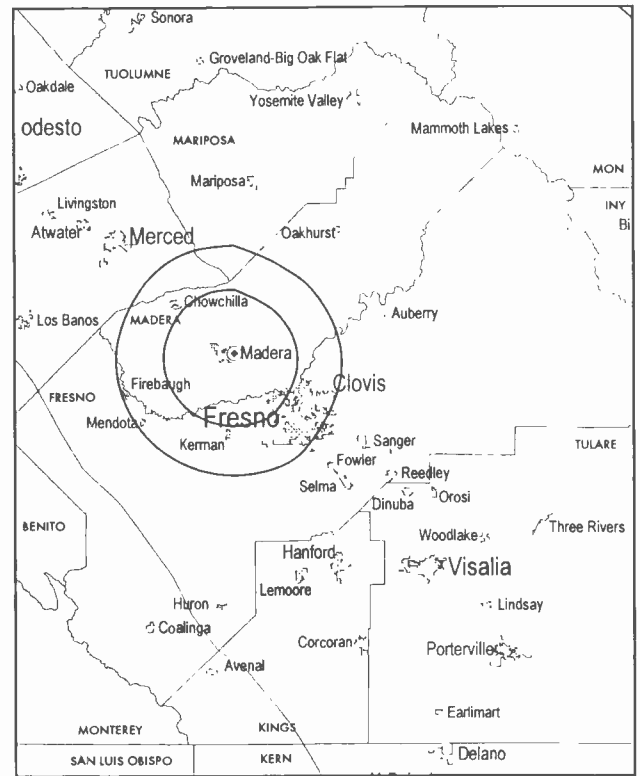 Sonora
Groveland-Big Oak Flat
TUOLUMNE
Oakdale
Yosemite Valley
odesto
Mammoth Lakes
MARIPOSA
MON
Mariposa
Livingston
INY
Atwater
Merced
Oakhurst
Bi
Chowchilla
Los Banos
MADERA
Auberry
Madera
Firebaugh
Clovis
FRESNO
Mendota
Fresno
Kerman
Sanger
TULARE
Fowler
Reedley
Selma
Dinuba
Orosi
BENITO
Woodlake
Three Rivers
Hanford
Visalia
Lemoore
Huron
Lindsay
Coalinga
Corcoran
Porterville
Avenal
Earlimart
MONTEREY
KINGS
SAN LUIS OBISPO
KERN
Delano